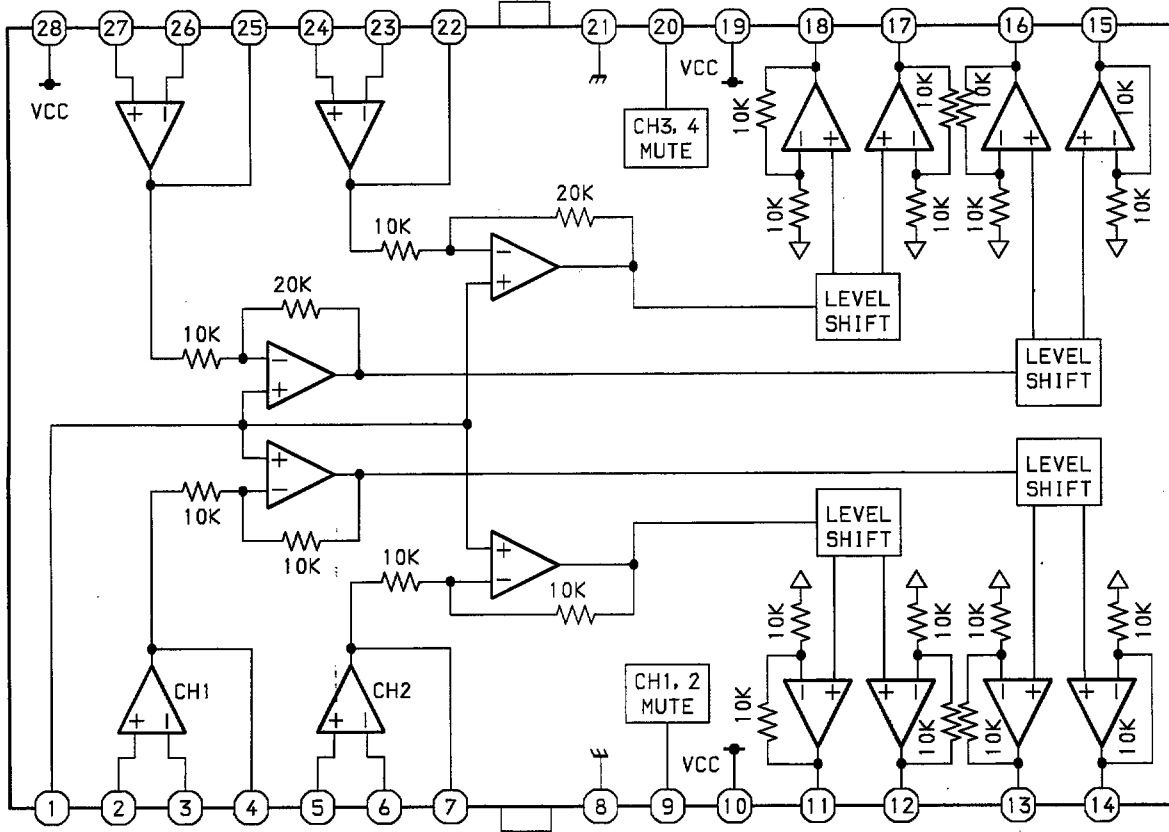 28 27 26 25 24 23 22 21 20 19 18 17 16 15
VCC
+ −
+ −
CH3, 4
MUTE
VCC
10K
− +
+ −
10K
10K
− +
+ −
10K
10K
10K
10K
10K
20K
10K
−
+
LEVEL
SHIFT
20K
10K
−
+
LEVEL
SHIFT
+
−
10K
10K
LEVEL
SHIFT
LEVEL
SHIFT
10K
+
−
10K
10K
10K
10K
10K
CH1
+ −
CH2
+ −
CH1, 2
MUTE
VCC
10K
− +
+ −
10K
10K
− +
+ −
10K
1 2 3 4 5 6 7 8 9 10 11 12 13 14